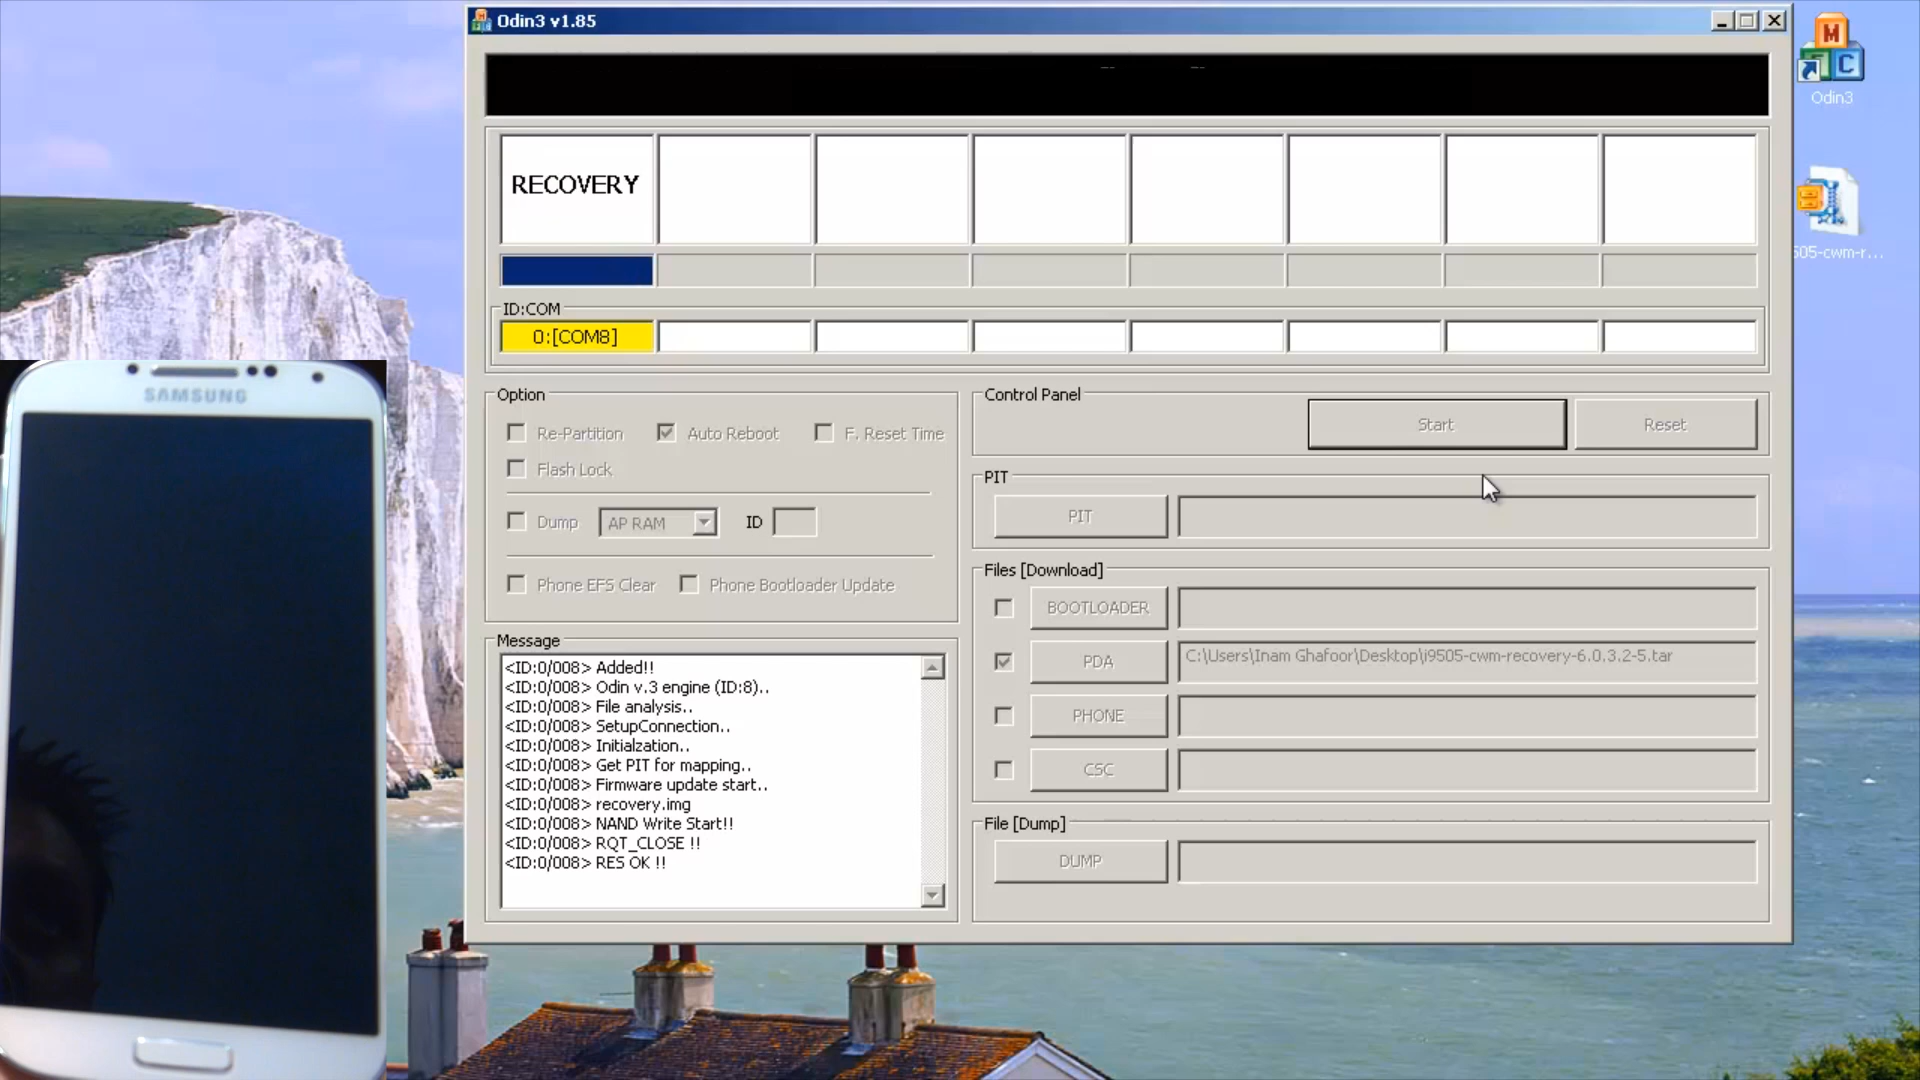 Odin3 v1.85
M
C
Odin3
RECOVERY
505-cwm-r...
ID:COM
0:[COM8]
SAMSUNG
Option
Re-Partition
Auto Reboot
F. Reset Time
Flash Lock
Dump
AP RAM
ID
Phone EFS Clear
Phone Bootloader Update
Control Panel
Start
Reset
PIT
PIT
Files [Download]
BOOTLOADER
PDA
C:\Users\Inam Ghafoor\Desktop\i9505-cwm-recovery-6.0.3.2-5.tar
PHONE
CSC
File [Dump]
DUMP
Message
<ID:0/008> Added!!
<ID:0/008> Odin v.3 engine (ID:8)..
<ID:0/008> File analysis..
<ID:0/008> SetupConnection..
<ID:0/008> Initialzation..
<ID:0/008> Get PIT for mapping..
<ID:0/008> Firmware update start..
<ID:0/008> recovery.img
<ID:0/008> NAND Write Start!!
<ID:0/008> RQT_CLOSE !!
<ID:0/008> RES OK !!